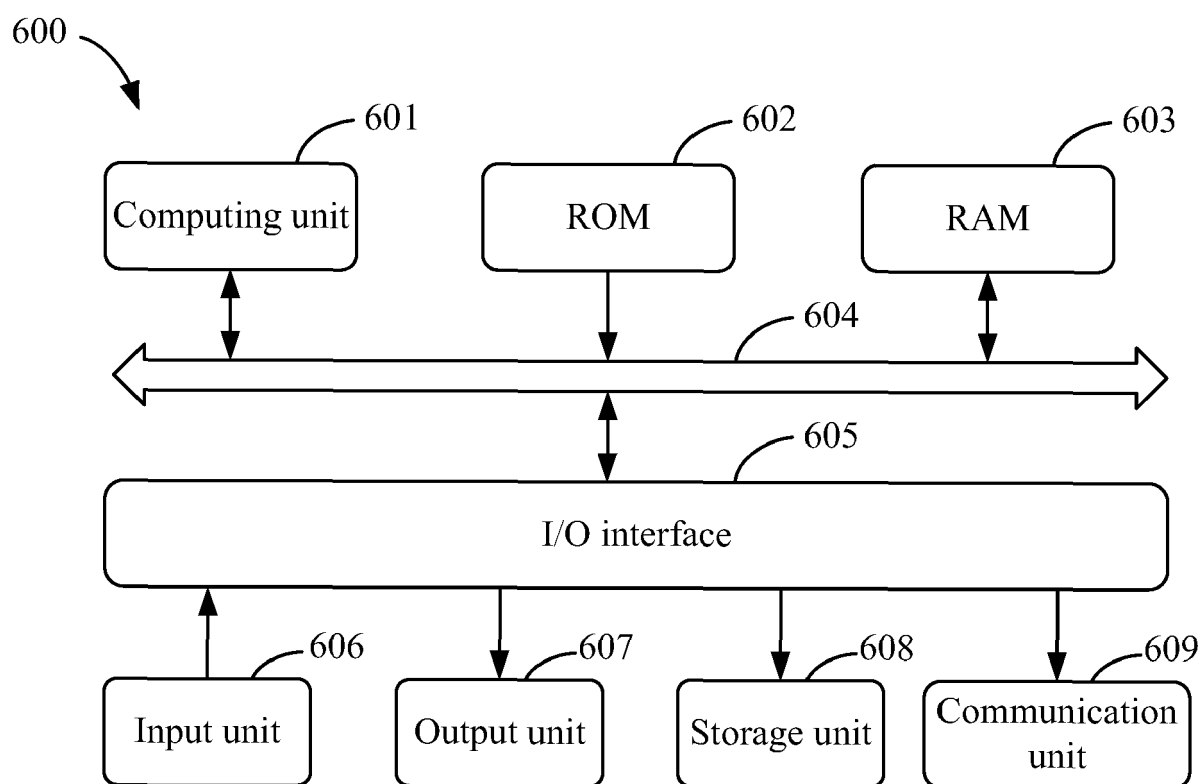 600
601
602
603
Computing unit
ROM
RAM
604
605
I/O interface
606
607
608
609
Input unit
Output unit
Storage unit
Communication
unit